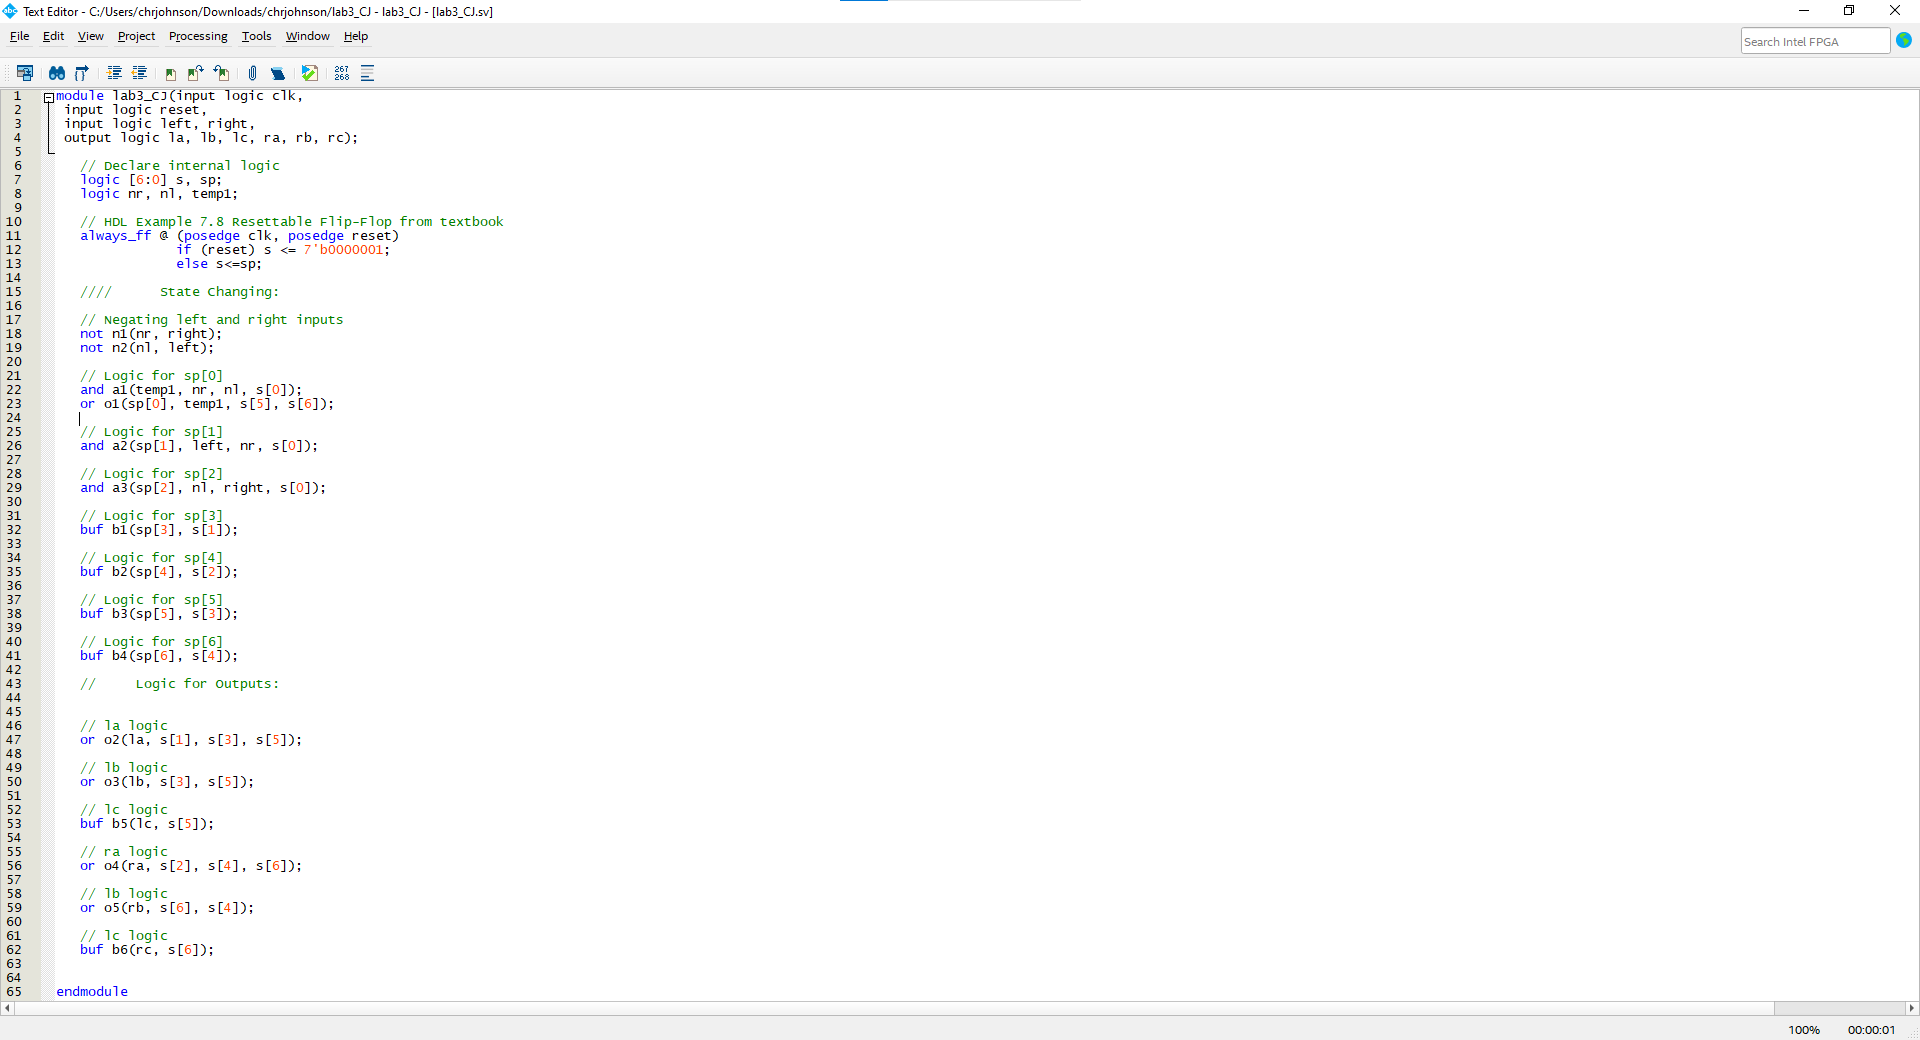 Text Editor - C:/Users/chrjohnson/Downloads/chrjohnson/lab3_CJ - lab3_CJ - [lab3_CJ.sv]
File Edit View Project Processing Tools Window Help
Search Intel FPGA
267
268
1 module lab3_CJ(input logic clk,
2 input logic reset,
3 input logic left, right,
4 output logic la, lb, lc, ra, rb, rc);
5
6 // Declare internal logic
7 logic [6:0] s, sp;
8 logic nr, nl, temp1;
9
10 // HDL Example 7.8 Resettable Flip-Flop from textbook
11 always_ff @ (posedge clk, posedge reset)
12 if (reset) s <= 7'b0000001;
13 else s<=sp;
14
15 //// State Changing:
16
17 // Negating left and right inputs
18 not n1(nr, right);
19 not n2(nl, left);
20
21 // Logic for sp[0]
22 and a1(temp1, nr, nl, s[0]);
23 or o1(sp[0], temp1, s[5], s[6]);
24
25 // Logic for sp[1]
26 and a2(sp[1], left, nr, s[0]);
27
28 // Logic for sp[2]
29 and a3(sp[2], nl, right, s[0]);
30
31 // Logic for sp[3]
32 buf b1(sp[3], s[1]);
33
34 // Logic for sp[4]
35 buf b2(sp[4], s[2]);
36
37 // Logic for sp[5]
38 buf b3(sp[5], s[3]);
39
40 // Logic for sp[6]
41 buf b4(sp[6], s[4]);
42
43 // Logic for Outputs:
44
45
46 // la logic
47 or o2(la, s[1], s[3], s[5]);
48
49 // lb logic
50 or o3(lb, s[3], s[5]);
51
52 // lc logic
53 buf b5(lc, s[5]);
54
55 // ra logic
56 or o4(ra, s[2], s[4], s[6]);
57
58 // lb logic
59 or o5(rb, s[6], s[4]);
60
61 // lc logic
62 buf b6(rc, s[6]);
63
64
65 endmodule
100% 00:00:01